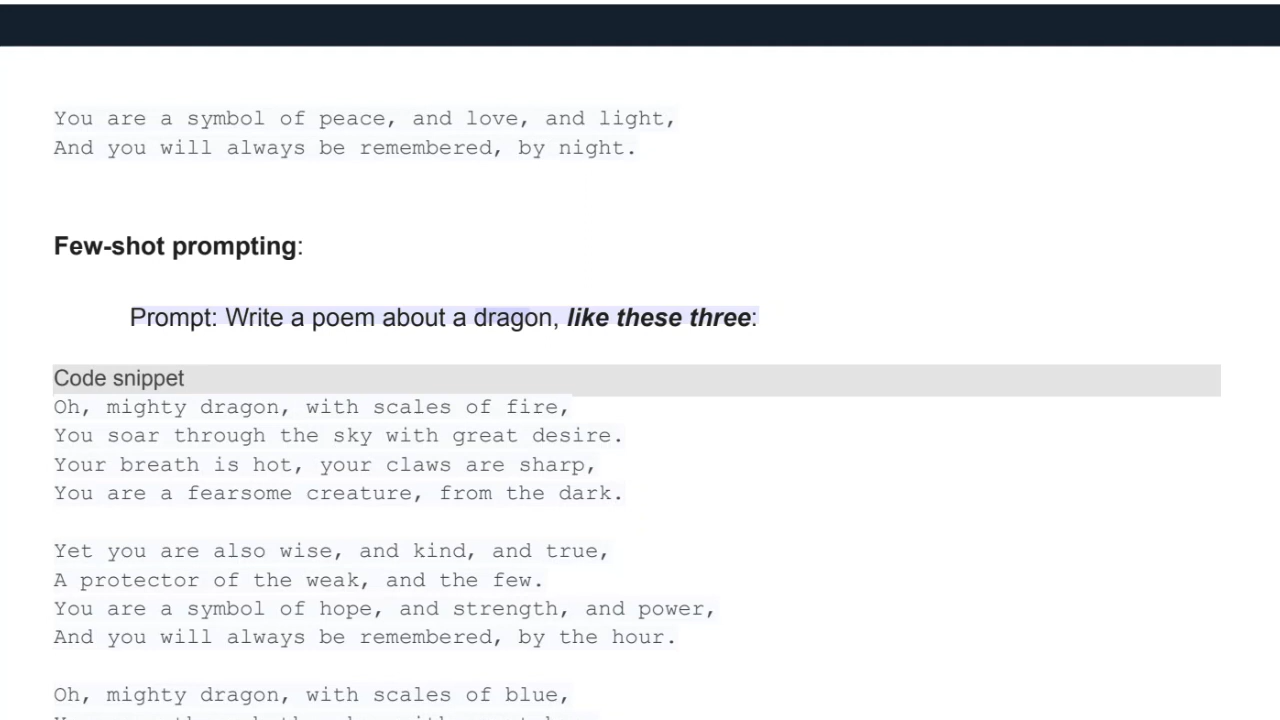 You are a symbol of peace, and love, and light,
And you will always be remembered, by night.
Few-shot prompting:
Prompt: Write a poem about a dragon, like these three:
Code snippet
Oh, mighty dragon, with scales of fire,
You soar through the sky with great desire.
Your breath is hot, your claws are sharp,
You are a fearsome creature, from the dark.
Yet you are also wise, and kind, and true,
A protector of the weak, and the few.
You are a symbol of hope, and strength, and power,
And you will always be remembered, by the hour.
Oh, mighty dragon, with scales of blue,